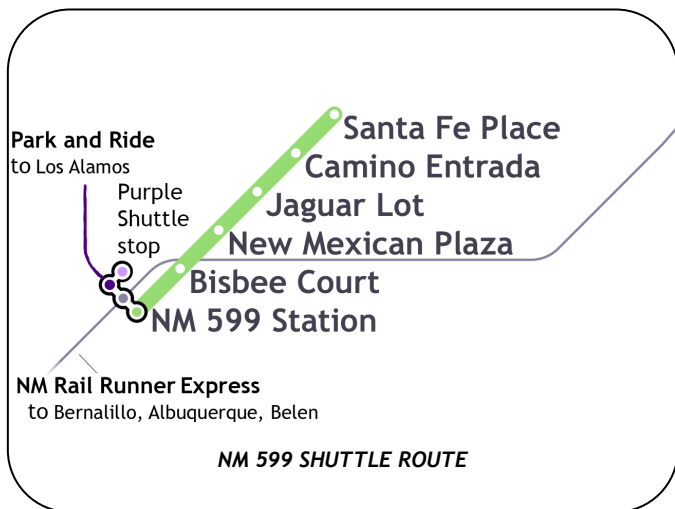 Santa Fe Place
Park and Ride
to Los Alamos
Camino Entrada
Purple
Shuttle
stop
Jaguar Lot
New Mexican Plaza
Bisbee Court
NM 599 Station
NM Rail Runner Express
to Bernalillo, Albuquerque, Belen
NM 599 SHUTTLE ROUTE